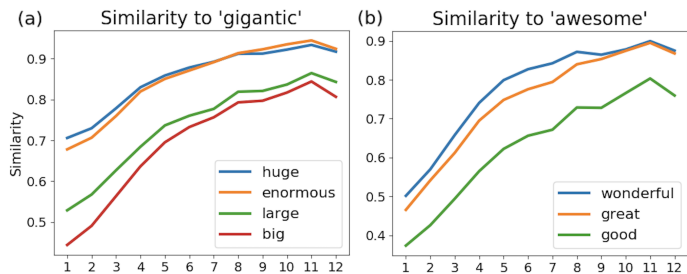 (a) Similarity to 'gigantic'
Similarity
0.9
0.8
0.7
0.6
0.5
1 2 3 4 5 6 7 8 9 10 11 12
huge
enormous
large
big
(b) Similarity to 'awesome'
0.9
0.8
0.7
0.6
0.5
0.4
1 2 3 4 5 6 7 8 9 10 11 12
wonderful
great
good